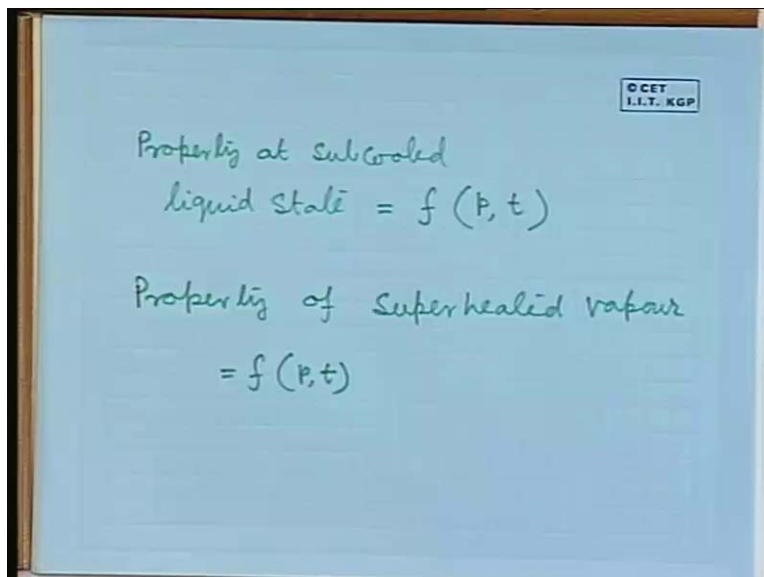 © CET
I.I.T. KGP
Property at subcooled
liquid state = f (p, t)
Property of superheated vapour
= f (p, t)